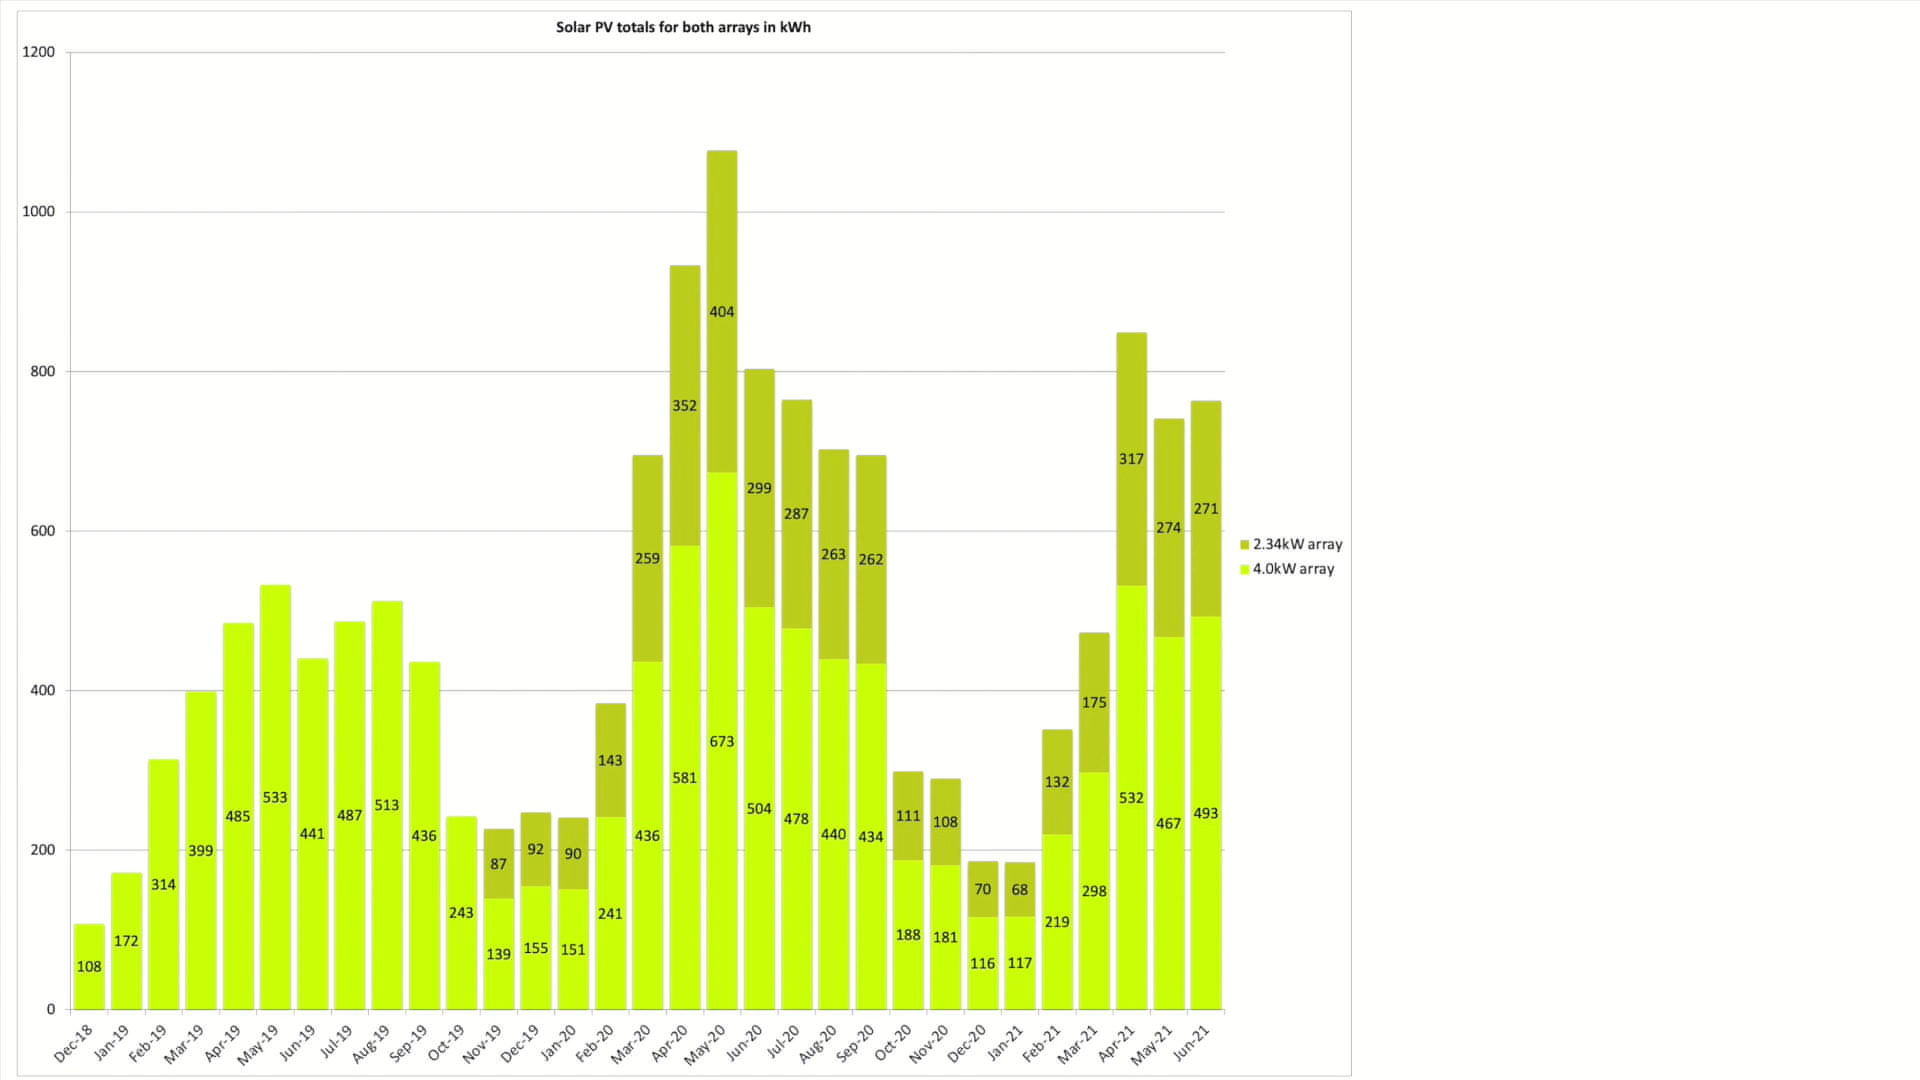 Solar PV totals for both arrays in kWh
1200
1000
800
600
400
200
0
404
352
317
299
287
259
263
262
271
274
175
143
132
111
108
87
92
90
70
68
108
172
314
399
485
533
441
487
513
436
243
139
155
151
241
436
581
673
504
478
440
434
188
181
116
117
219
298
532
467
493
2.34kW array
4.0kW array
Dec-18
Jan-19
Feb-19
Mar-19
Apr-19
May-19
Jun-19
Jul-19
Aug-19
Sep-19
Oct-19
Nov-19
Dec-19
Jan-20
Feb-20
Mar-20
Apr-20
May-20
Jun-20
Jul-20
Aug-20
Sep-20
Oct-20
Nov-20
Dec-20
Jan-21
Feb-21
Mar-21
Apr-21
May-21
Jun-21